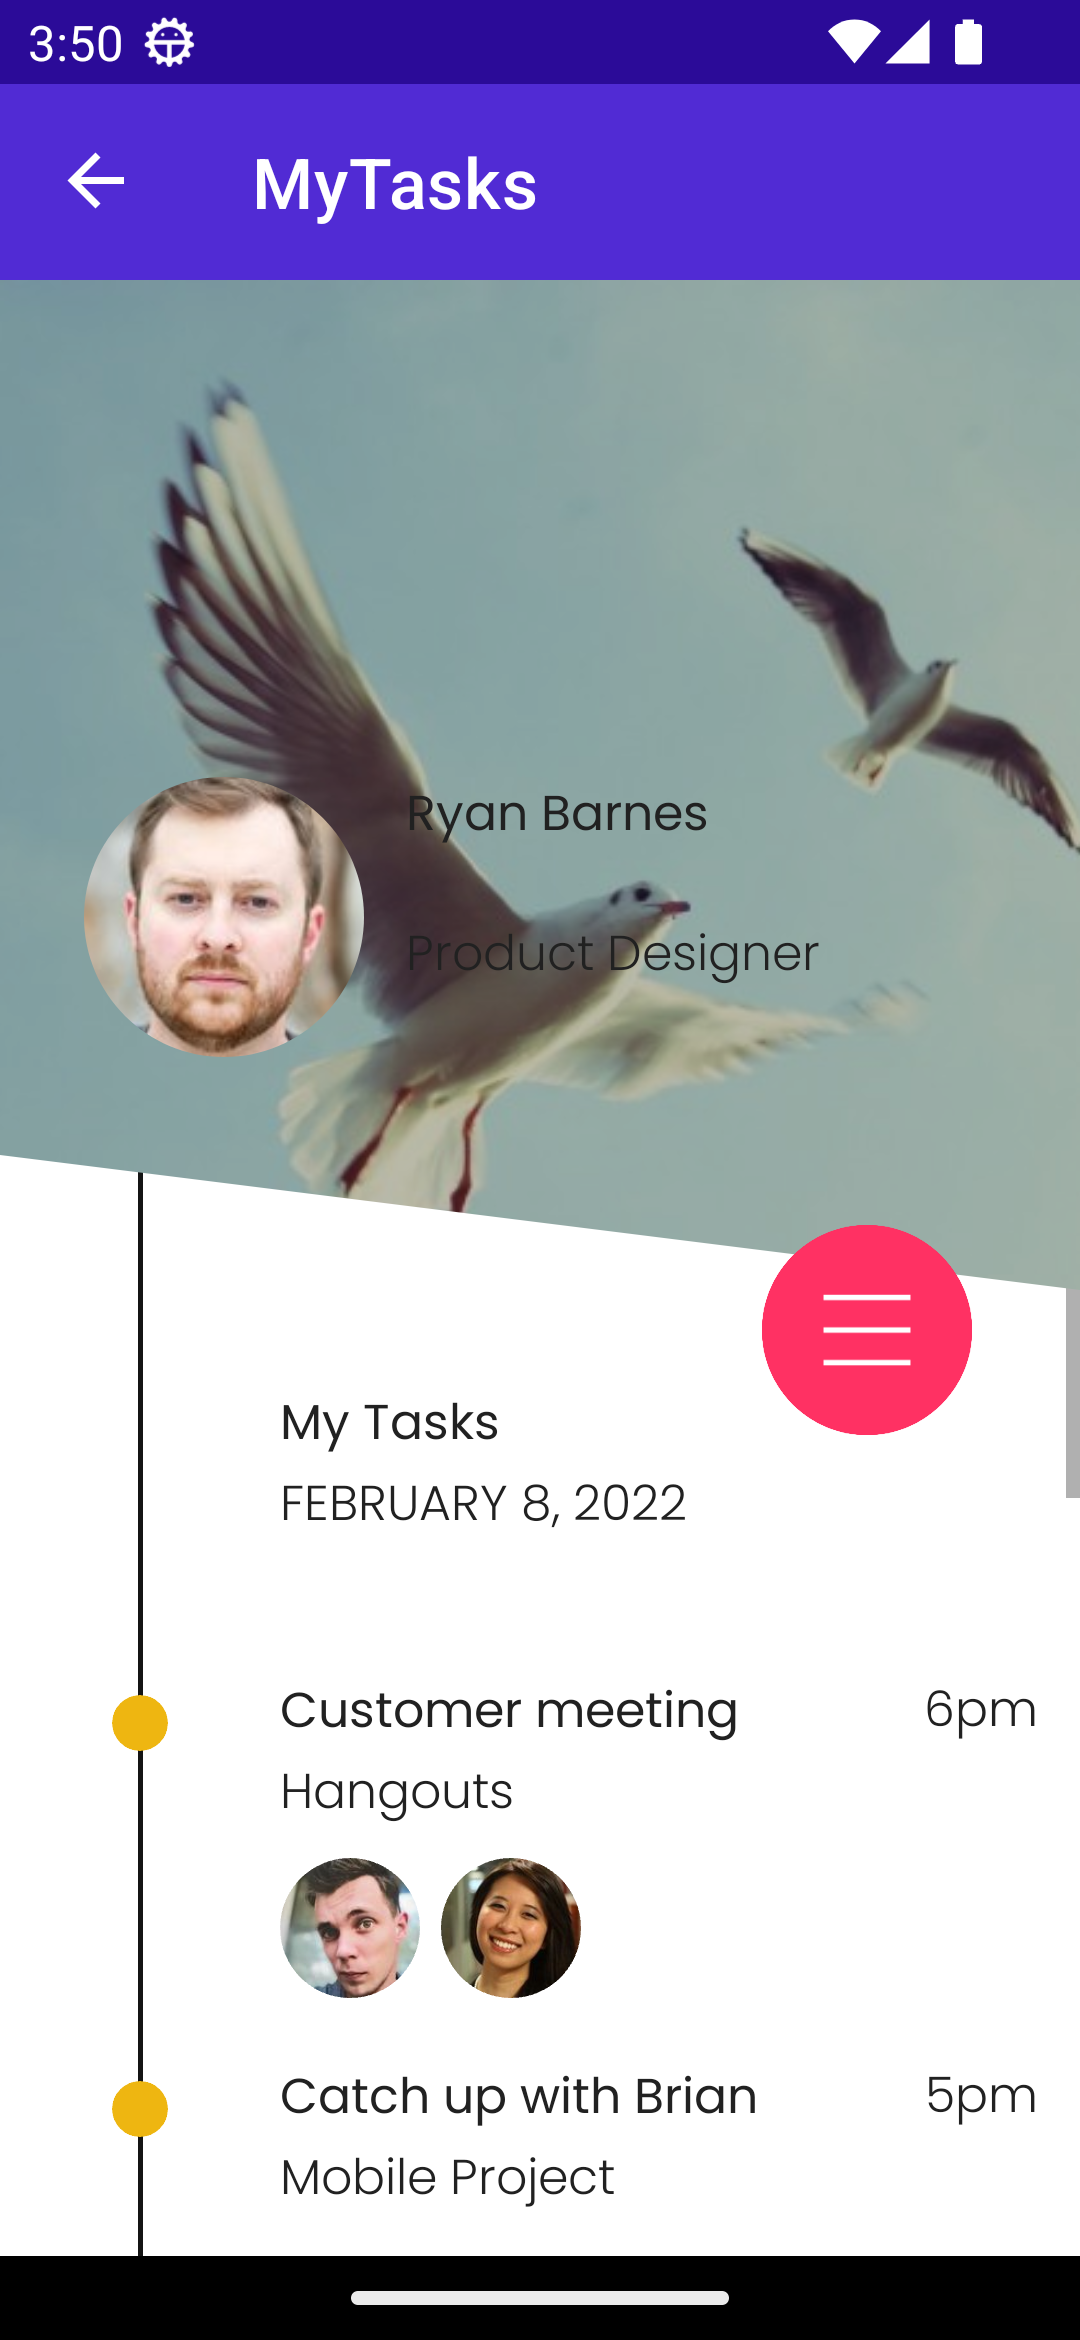 3:50
MyTasks
Ryan Barnes
Product Designer
My Tasks
FEBRUARY 8, 2022
Customer meeting 6pm
Hangouts
Catch up with Brian 5pm
Mobile Project